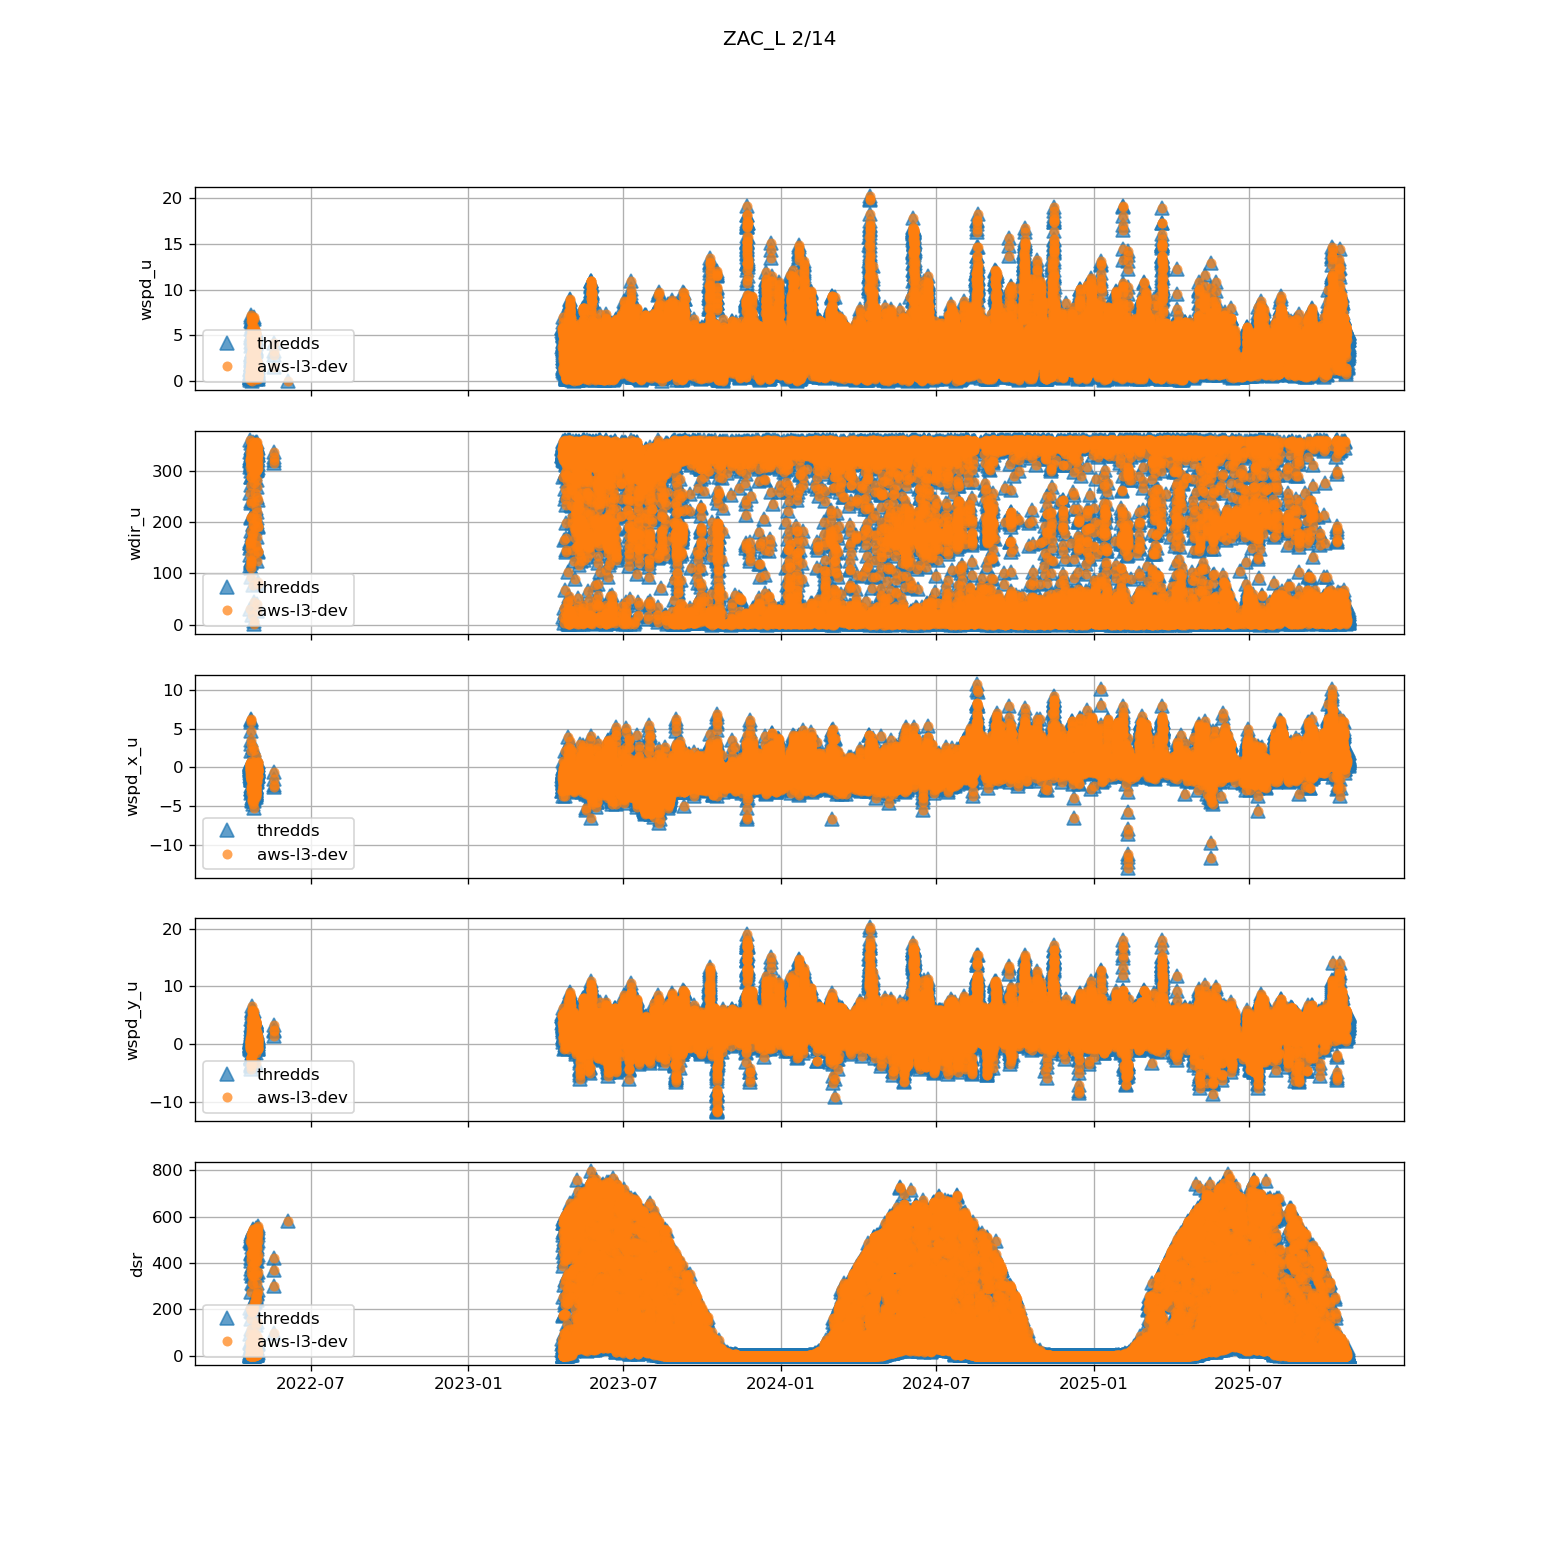 ZAC_L 2/14
20
15
10
5
0
wspd_u
thredds
aws-l3-dev
300
200
100
0
wdir_u
thredds
aws-l3-dev
10
5
0
−5
−10
wspd_x_u
thredds
aws-l3-dev
20
10
0
−10
wspd_y_u
thredds
aws-l3-dev
800
600
400
200
0
dsr
thredds
aws-l3-dev
2022-07
2023-01
2023-07
2024-01
2024-07
2025-01
2025-07